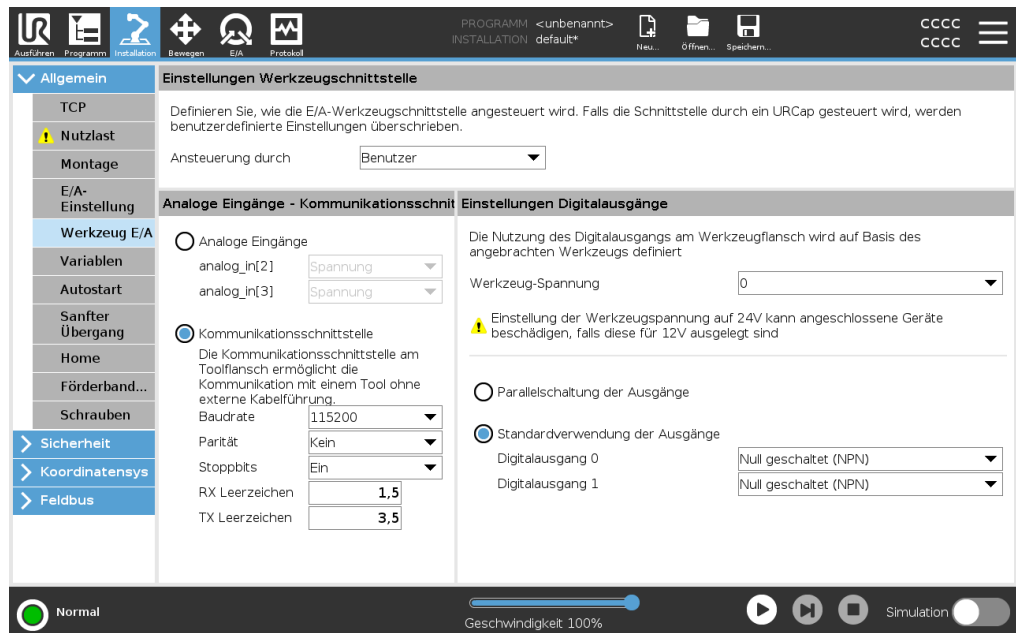 UR
PROGRAMM <unbenannt>
INSTALLATION default*
Ausführen Programm Installation Bewegen E/A Protokoll
Neu... Öffnen... Speichern...
cccc
cccc
Allgemein
TCP
Nutzlast
Montage
E/A-
Einstellung
Werkzeug E/A
Variablen
Autostart
Sanfter
Übergang
Home
Förderband...
Schrauben
Sicherheit
Koordinatensys
Feldbus
Einstellungen Werkzeugschnittstelle
Definieren Sie, wie die E/A-Werkzeugschnittstelle angesteuert wird. Falls die Schnittstelle durch ein URCap gesteuert wird, werden
benutzerdefinierte Einstellungen überschrieben.
Ansteuerung durch Benutzer
Analoge Eingänge - Kommunikationsschnit
Analoge Eingänge
analog_in[2] Spannung
analog_in[3] Spannung
Kommunikationsschnittstelle
Die Kommunikationsschnittstelle am
Toolflansch ermöglicht die
Kommunikation mit einem Tool ohne
externe Kabelführung.
Baudrate 115200
Parität Kein
Stoppbits Ein
RX Leerzeichen 1,5
TX Leerzeichen 3,5
Einstellungen Digitalausgänge
Die Nutzung des Digitalausgangs am Werkzeugflansch wird auf Basis des
angebrachten Werkzeugs definiert
Werkzeug-Spannung 0
Einstellung der Werkzeugspannung auf 24V kann angeschlossene Geräte
beschädigen, falls diese für 12V ausgelegt sind
Parallelschaltung der Ausgänge
Standardverwendung der Ausgänge
Digitalausgang 0 Null geschaltet (NPN)
Digitalausgang 1 Null geschaltet (NPN)
Normal
Geschwindigkeit 100%
Simulation